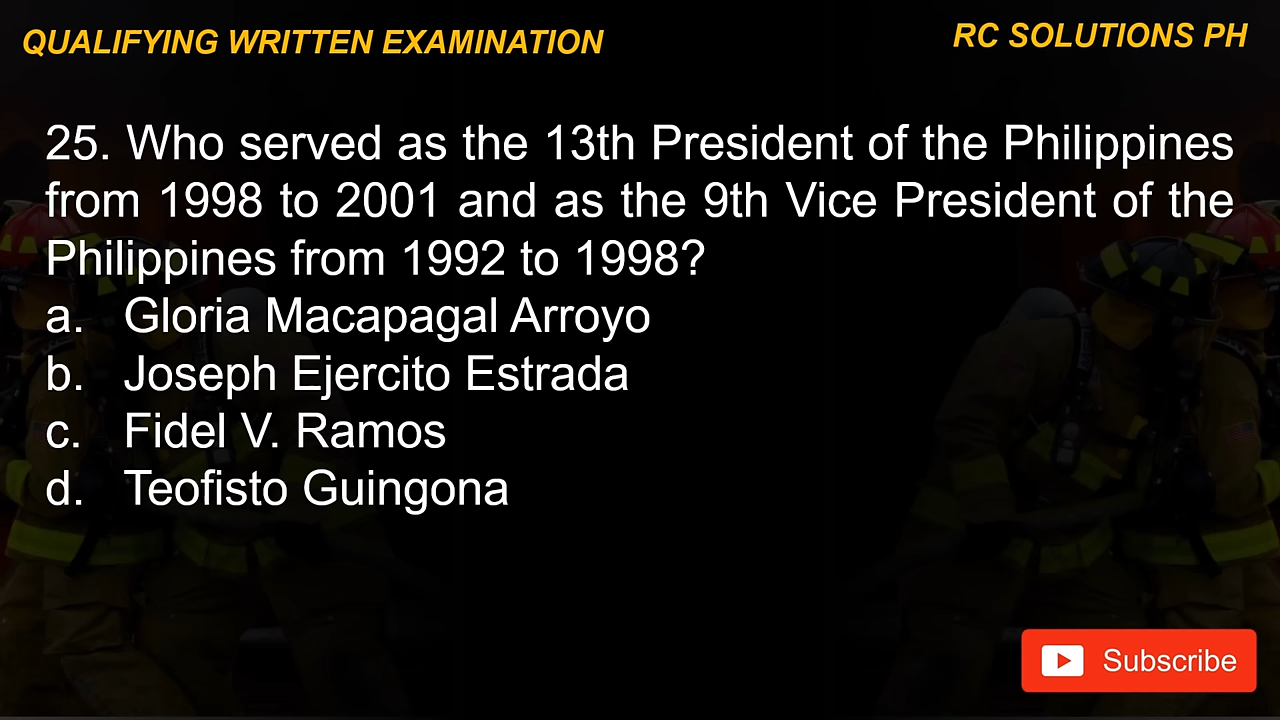 QUALIFYING WRITTEN EXAMINATION
RC SOLUTIONS PH
25. Who served as the 13th President of the Philippines
from 1998 to 2001 and as the 9th Vice President of the
Philippines from 1992 to 1998?
a. Gloria Macapagal Arroyo
b. Joseph Ejercito Estrada
c. Fidel V. Ramos
d. Teofisto Guingona
Subscribe